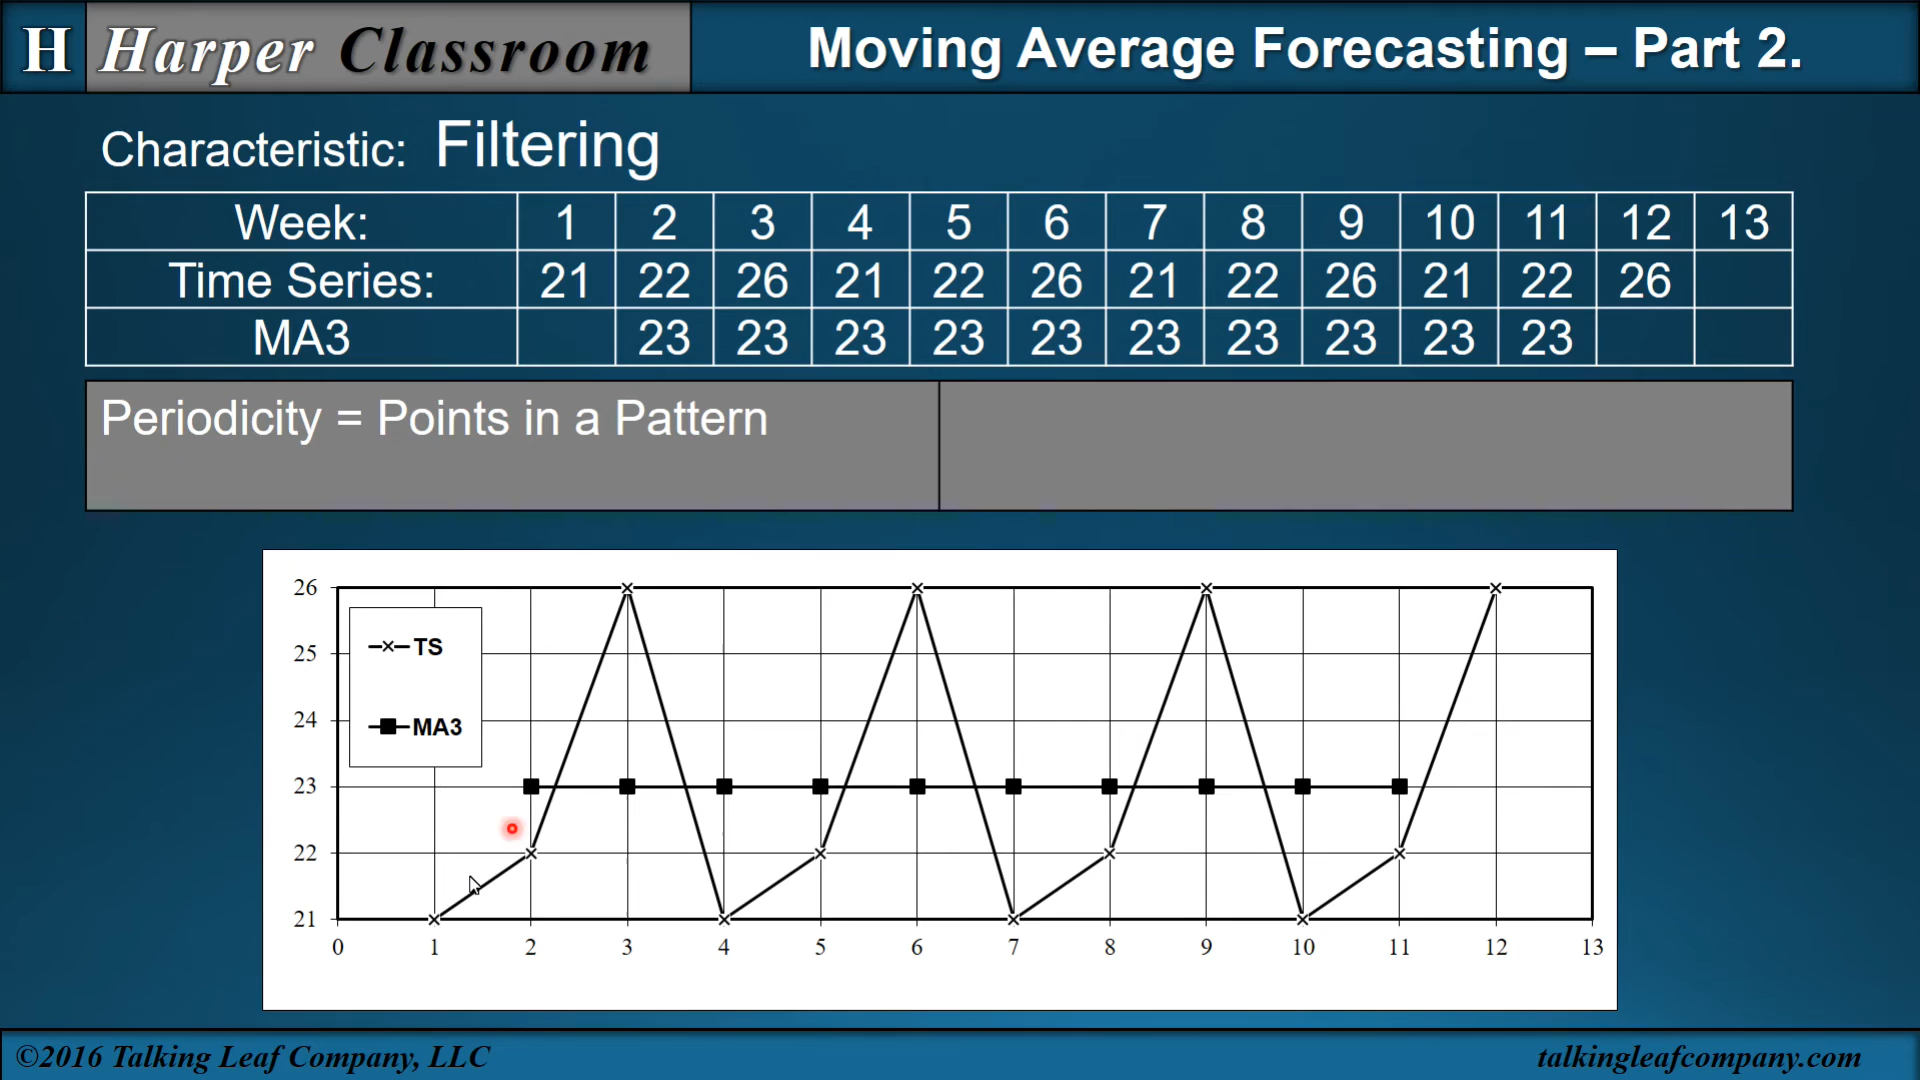 H Harper Classroom
Moving Average Forecasting – Part 2.
Characteristic: Filtering
Week: 1 2 3 4 5 6 7 8 9 10 11 12 13
Time Series: 21 22 26 21 22 26 21 22 26 21 22 26
MA3 23 23 23 23 23 23 23 23 23 23
Periodicity = Points in a Pattern
26
25
24
23
22
21
TS
MA3
0 1 2 3 4 5 6 7 8 9 10 11 12 13
©2016 Talking Leaf Company, LLC
talkingleafcompany.com